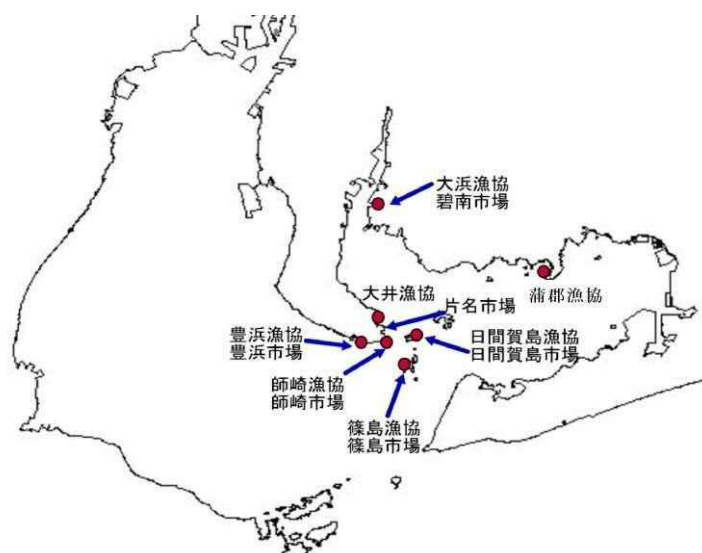 大浜漁協
碧南市場
大井漁協
片名市場
蒲郡漁協
豊浜漁協
豊浜市場
日間賀島漁協
日間賀島市場
師崎漁協
師崎市場
篠島漁協
篠島市場